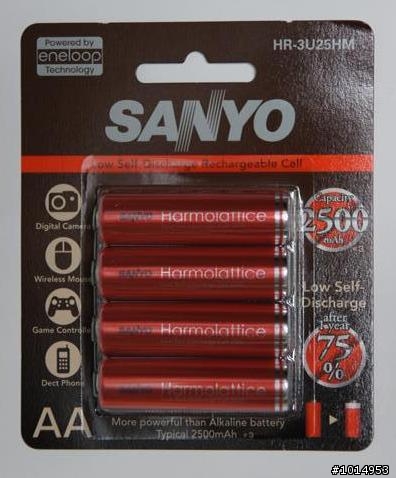 Powered by
eneloop
Technology
HR-3U25HM
SANYO
Low Self-Discharge Rechargeable Cell
Digital Camera
Wireless Mouse
Game Controller
Dect Phone
AA
SANYO Harmolattice
SANYO Harmolattice
SANYO Harmolattice
SANYO Harmolattice
Capacity
2500
mAh
Low Self-
Discharge
after
1year
75
%
More powerful than Alkaline battery
Typical 2500mAh
#1014953